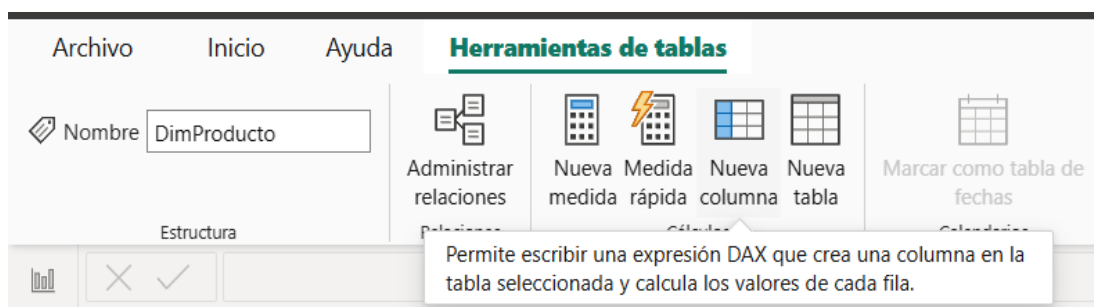 Archivo Inicio Ayuda Herramientas de tablas
Nombre DimProducto
Administrar relaciones
Nueva medida
Medida rápida
Nueva columna
Nueva tabla
Marcar como tabla de fechas
Estructura
Permite escribir una expresión DAX que crea una columna en la
tabla seleccionada y calcula los valores de cada fila.